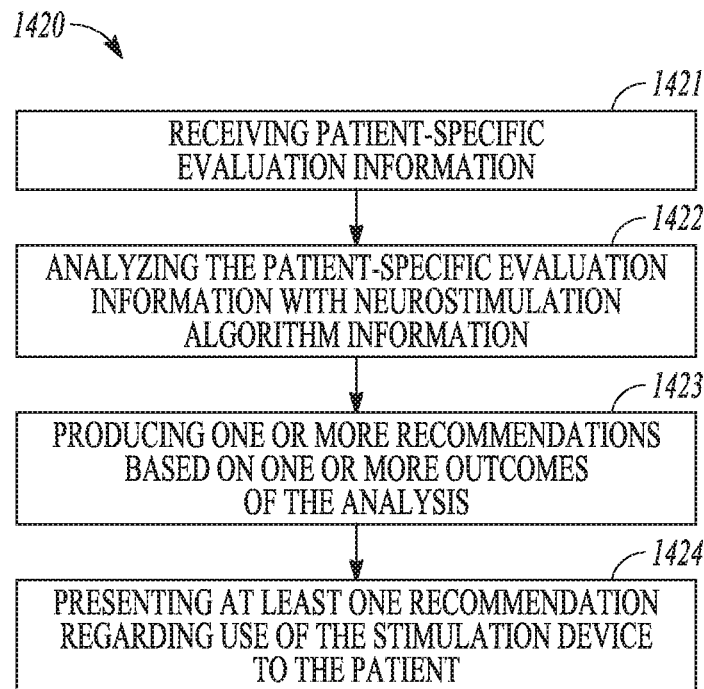 1420
1421
RECEIVING PATIENT-SPECIFIC
EVALUATION INFORMATION
1422
ANALYZING THE PATIENT-SPECIFIC EVALUATION
INFORMATION WITH NEUROSTIMULATION
ALGORITHM INFORMATION
1423
PRODUCING ONE OR MORE RECOMMENDATIONS
BASED ON ONE OR MORE OUTCOMES
OF THE ANALYSIS
1424
PRESENTING AT LEAST ONE RECOMMENDATION
REGARDING USE OF THE STIMULATION DEVICE
TO THE PATIENT